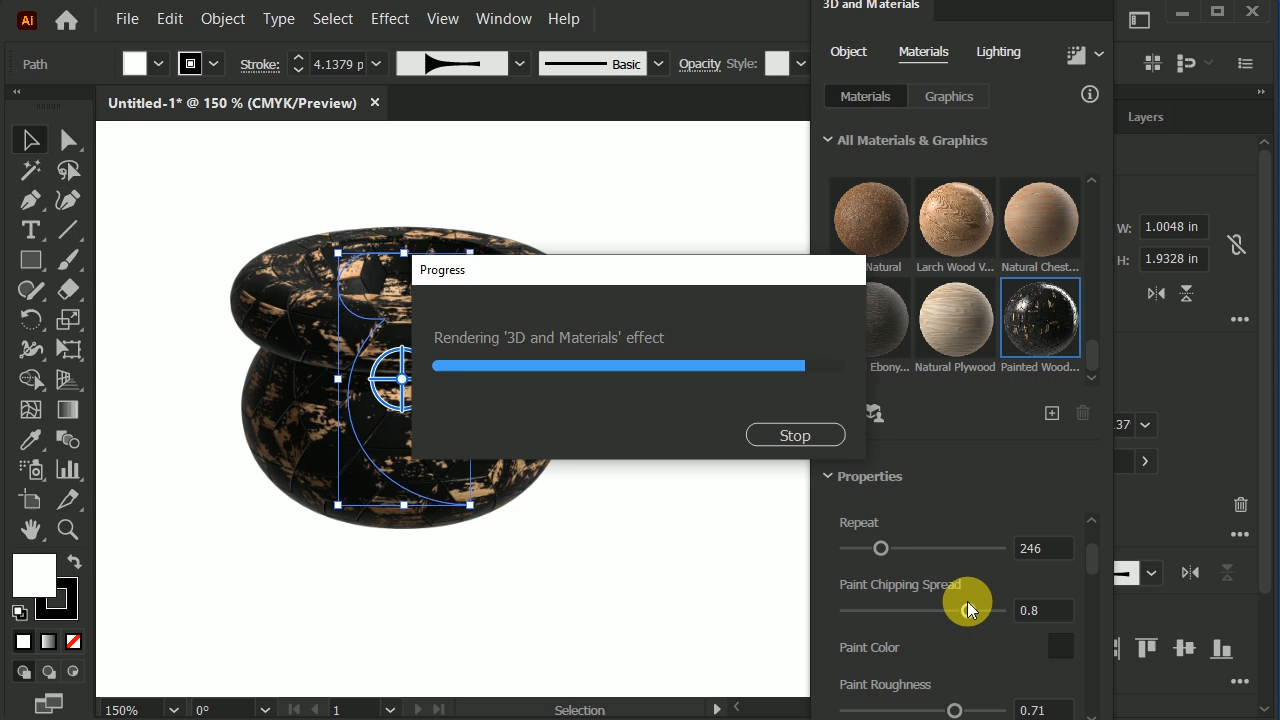 3D and Materials
Ai
File Edit Object Type Select Effect View Window Help
Path
Stroke:
4.1379 p
Basic
Opacity
Style:
Object
Materials
Lighting
Materials
Graphics
Untitled-1* @ 150 % (CMYK/Preview)
Layers
All Materials & Graphics
W:
1.0048 in
H:
1.9328 in
Natural
Larch Wood V...
Natural Chest...
Progress
Rendering '3D and Materials' effect
Ebony...
Natural Plywood
Painted Wood...
Stop
37
Properties
Repeat
246
Paint Chipping Spread
0.8
Paint Color
Paint Roughness
0.71
150%
0°
1
Selection